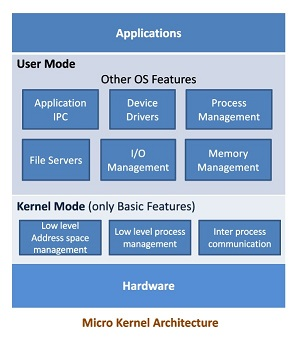 Applications
User Mode
Other OS Features
Application
IPC
Device
Drivers
Process
Management
File Servers
I/O
Management
Memory
Management
Kernel Mode (only Basic Features)
Low level
Address space
management
Low level process
management
Inter process
communication
Hardware
Micro Kernel Architecture